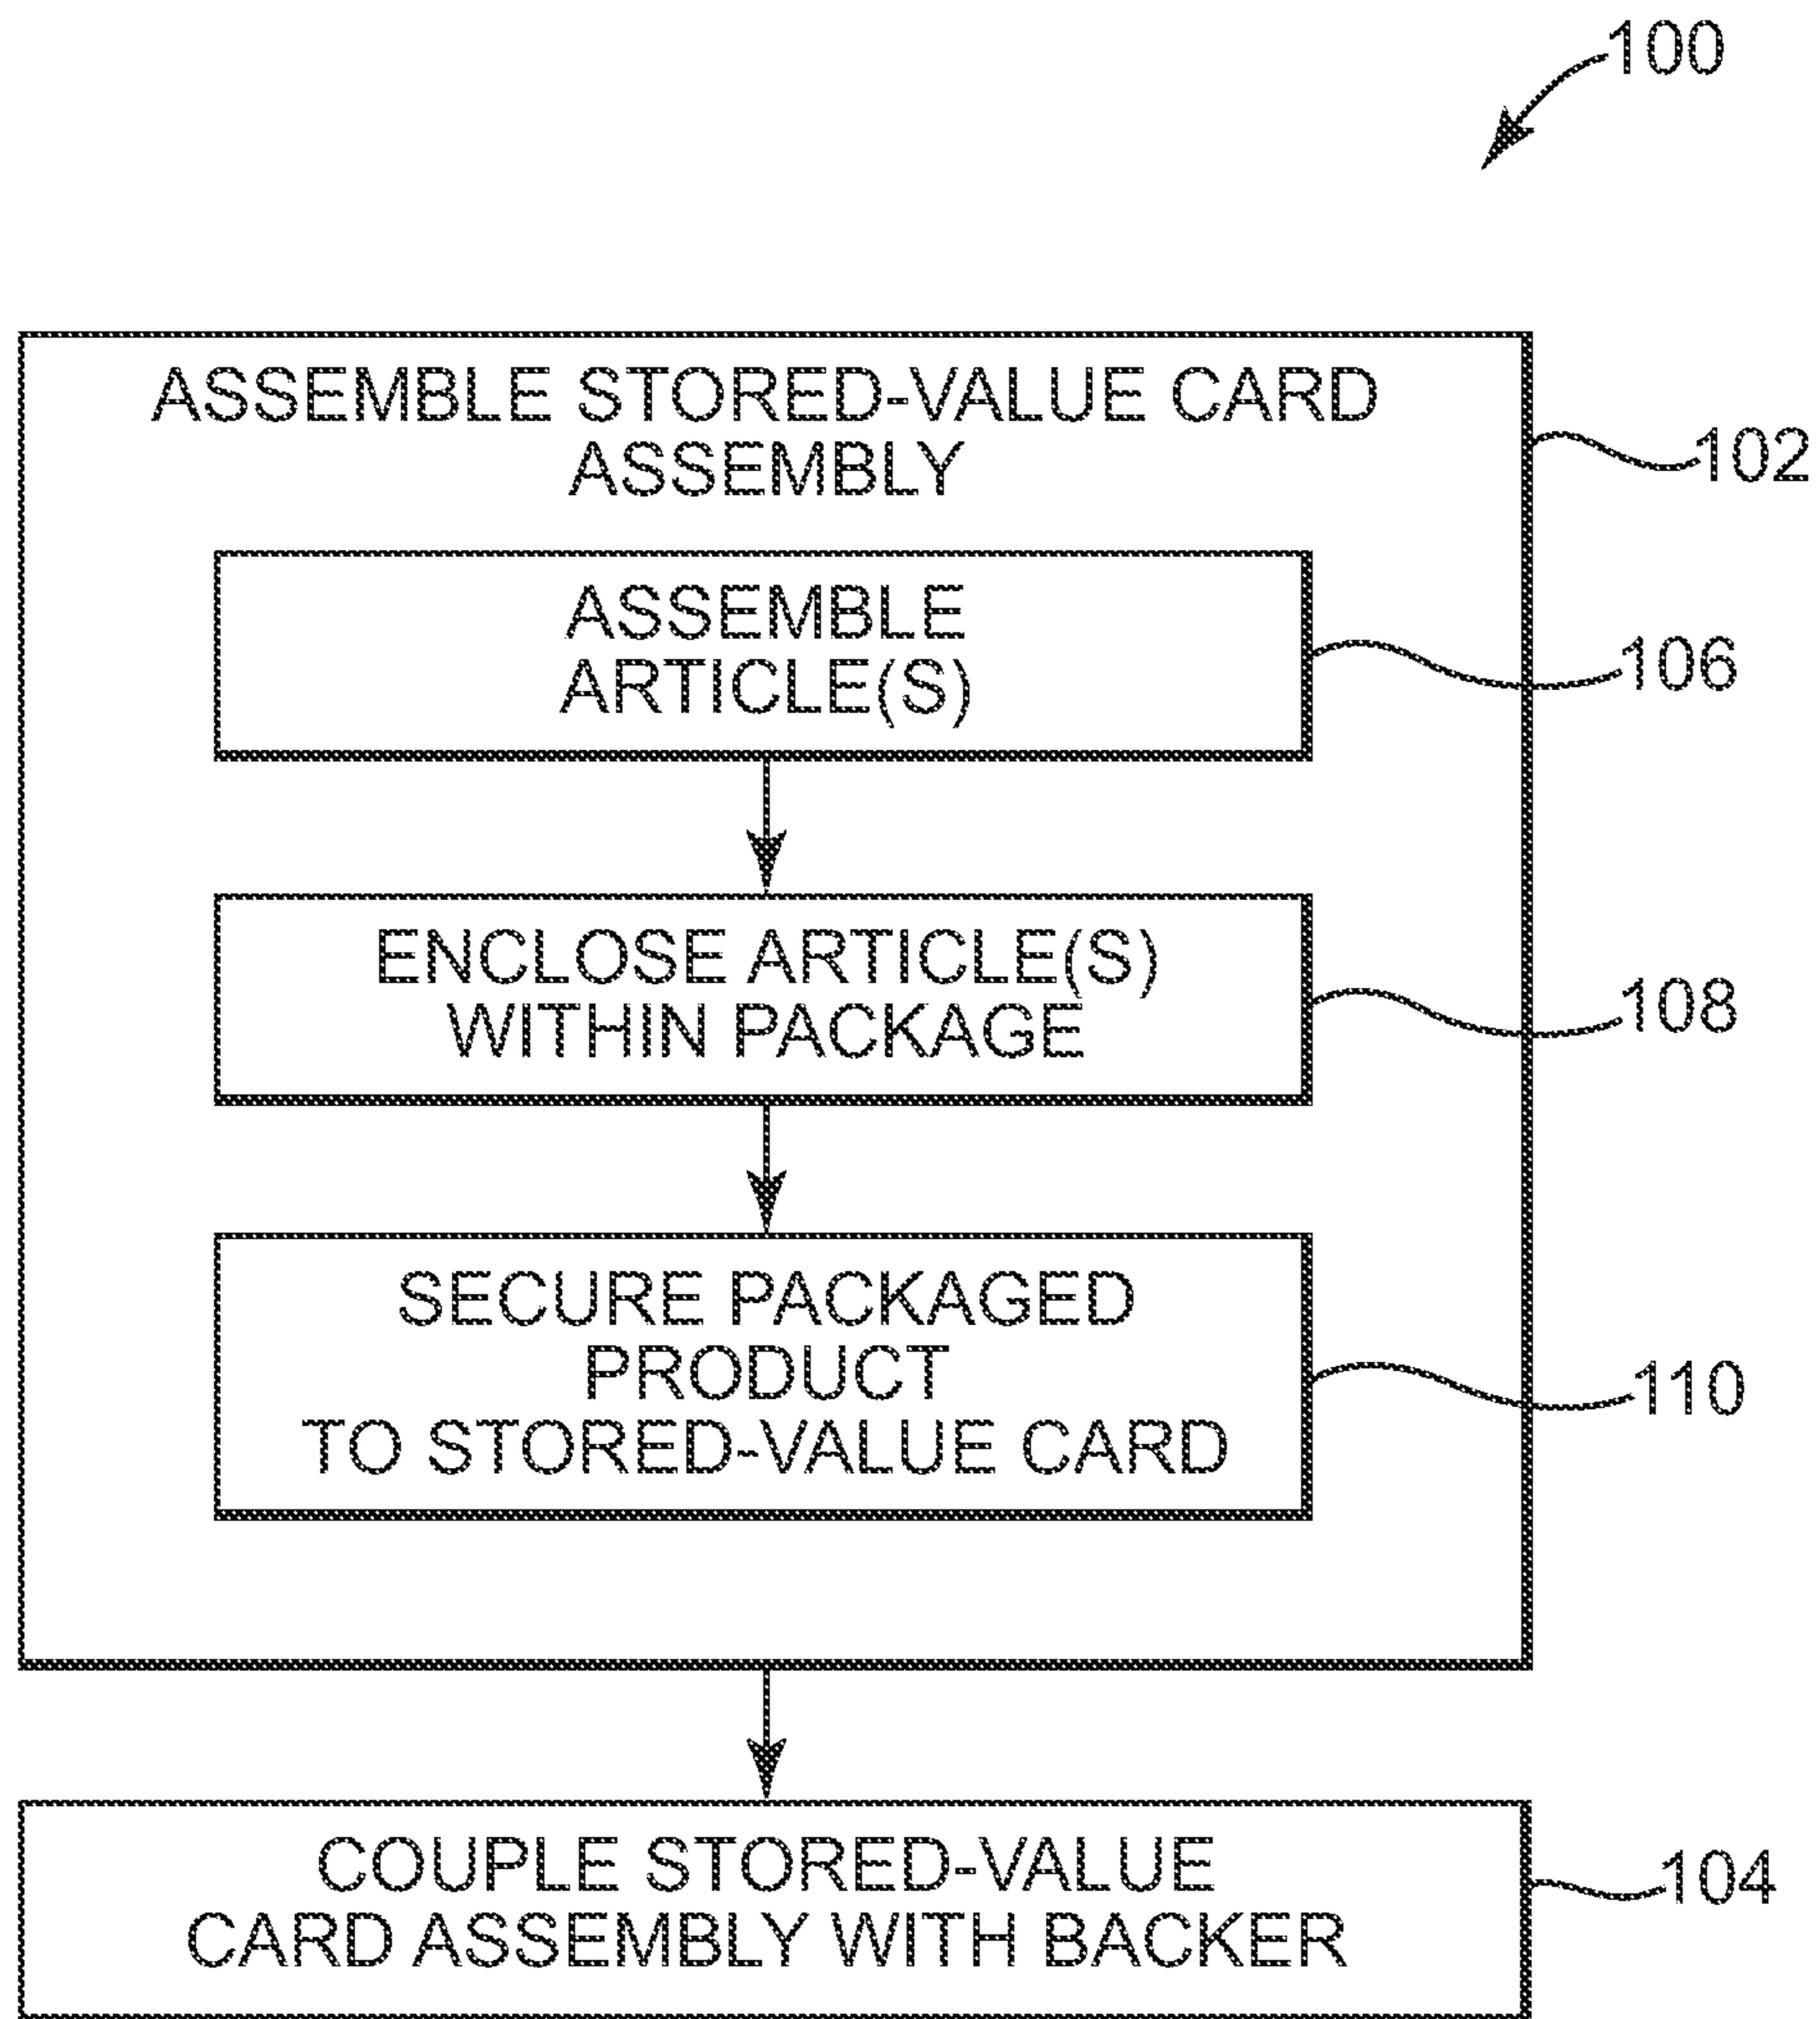 100
ASSEMBLE STORED-VALUE CARD
ASSEMBLY
102
ASSEMBLE
ARTICLE(S)
106
ENCLOSE ARTICLE(S)
WITHIN PACKAGE
108
SECURE PACKAGED
PRODUCT
TO STORED-VALUE CARD
110
COUPLE STORED-VALUE
CARD ASSEMBLY WITH BACKER
104